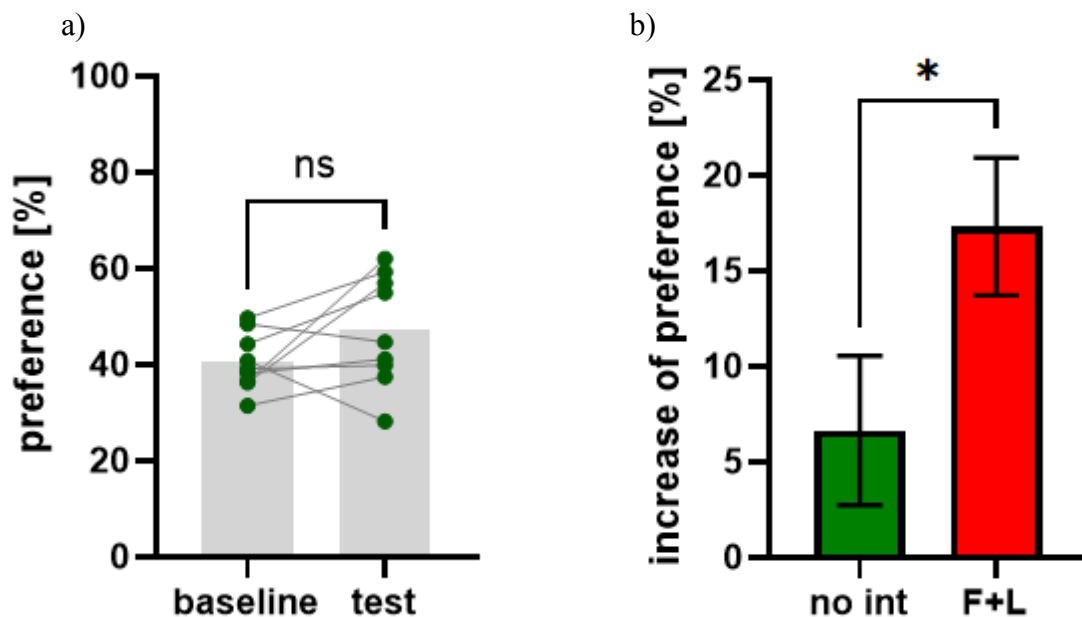 a)
preference [%]
100
80
60
40
20
0
ns
baseline
test
b)
increase of preference [%]
25
20
15
10
5
0
*
no int
F+L